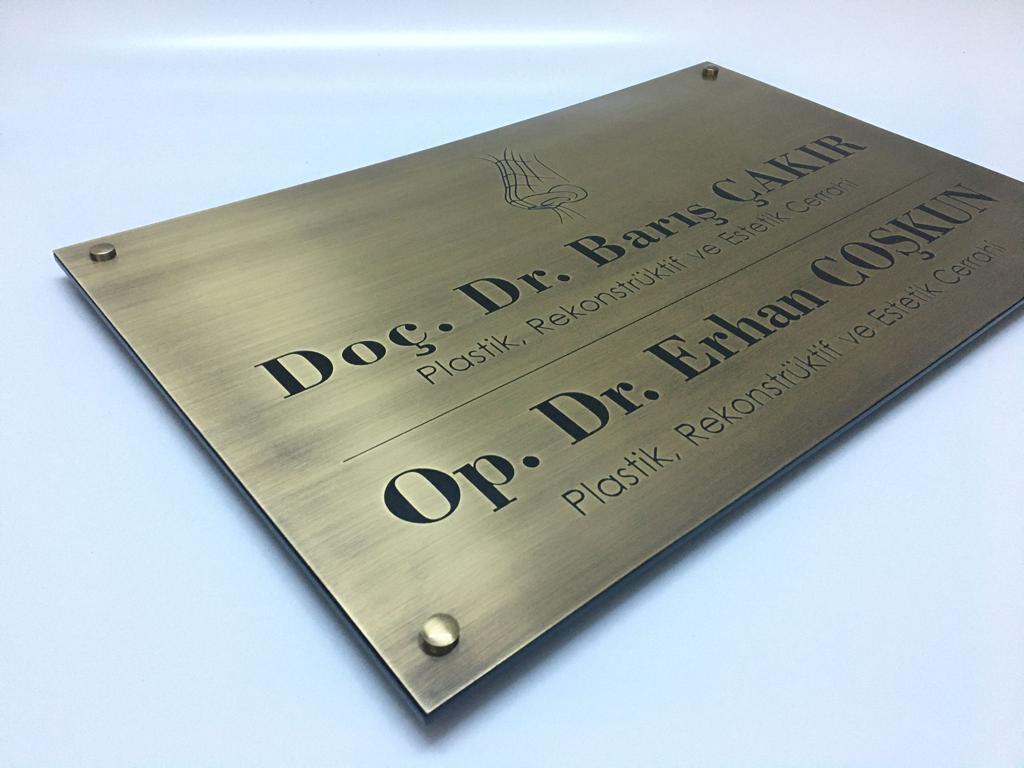 Doç. Dr. Barış ÇAKIR
Plastik, Rekonstrüktif ve Estetik Cerrahi
Op. Dr. Erhan COŞKUN
Plastik, Rekonstrüktif ve Estetik Cerrahi